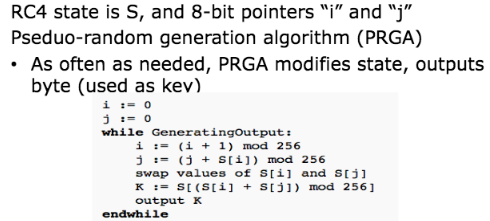 RC4 state is S, and 8-bit pointers “i” and “j”
Pseduo-random generation algorithm (PRGA)
• As often as needed, PRGA modifies state, outputs
byte (used as key)
i := 0
j := 0
while GeneratingOutput:
i := (i + 1) mod 256
j := (j + S[i]) mod 256
swap values of S[i] and S[j]
K := S[(S[i] + S[j]) mod 256]
output K
endwhile